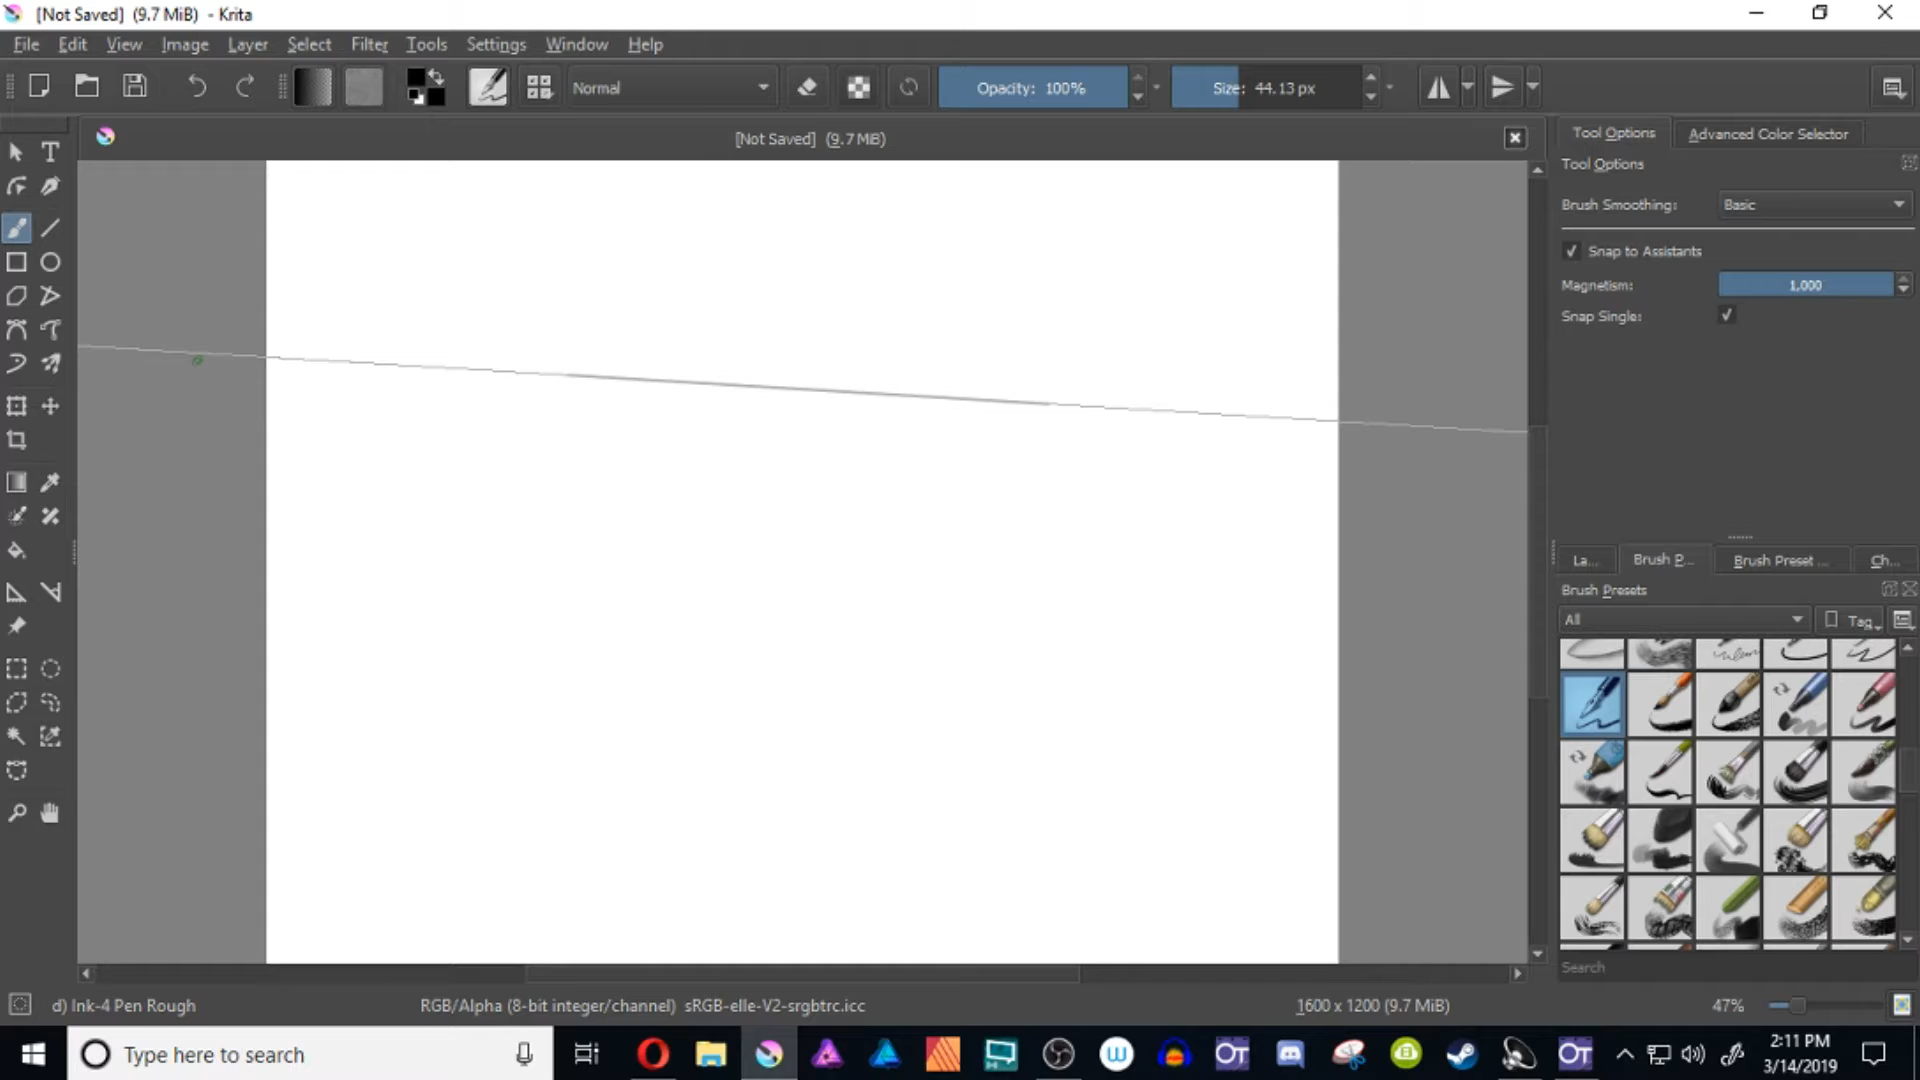 [Not Saved] (9.7 MiB) - Krita
File Edit View Image Layer Select Filter Tools Settings Window Help
Normal
Opacity: 100%
Size: 44.13 px
[Not Saved] (9.7 MiB)
Tool Options Advanced Color Selector
Tool Options
Brush Smoothing: Basic
Snap to Assistants
Magnetism: 1,000
Snap Single:
La... Brush P... Brush Preset ... Ch...
Brush Presets
All Tag
Search
d) Ink-4 Pen Rough
RGB/Alpha (8-bit integer/channel) sRGB-elle-V2-srgbtrc.icc
1600 x 1200 (9.7 MiB)
47%
Type here to search
2:11 PM
3/14/2019